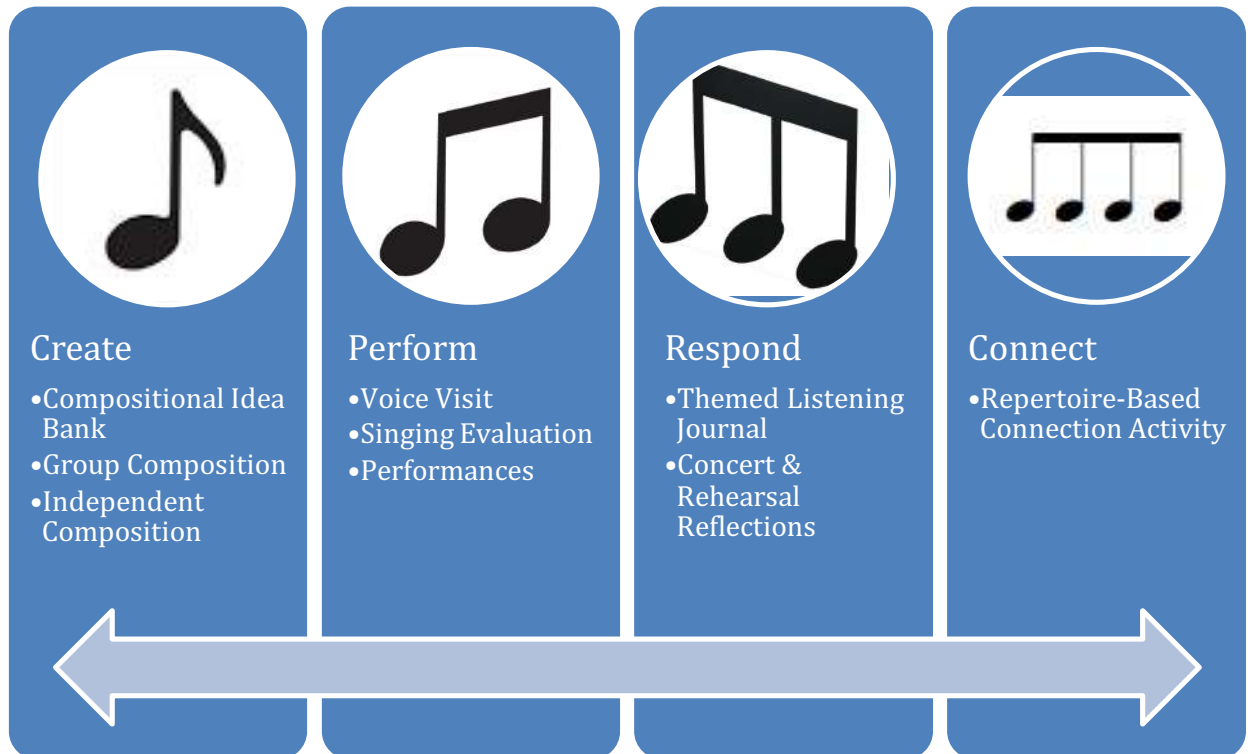 Create
•Compositional Idea
Bank
•Group Composition
•Independent
Composition
Perform
•Voice Visit
•Singing Evaluation
•Performances
Respond
•Themed Listening
Journal
•Concert &
Rehearsal
Reflections
Connect
•Repertoire-Based
Connection Activity